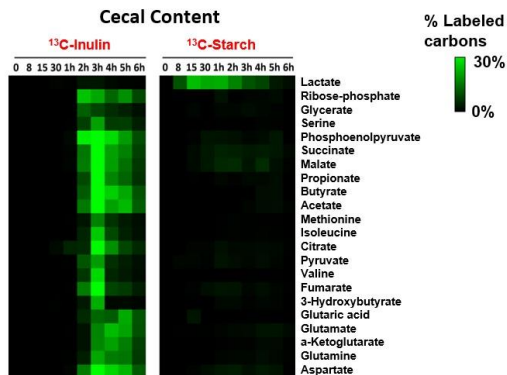 Cecal Content
% Labeled carbons
13C-Inulin 13C-Starch
0 8 15 30 1h 2h 3h 4h 5h 6h 0 8 15 30 1h 2h 3h 4h 5h 6h
30%
0%
Lactate
Ribose-phosphate
Glycerate
Serine
Phosphoenolpyruvate
Succinate
Malate
Propionate
Butyrate
Acetate
Methionine
Isoleucine
Citrate
Pyruvate
Valine
Fumarate
3-Hydroxybutyrate
Glutaric acid
Glutamate
a-Ketoglutarate
Glutamine
Aspartate